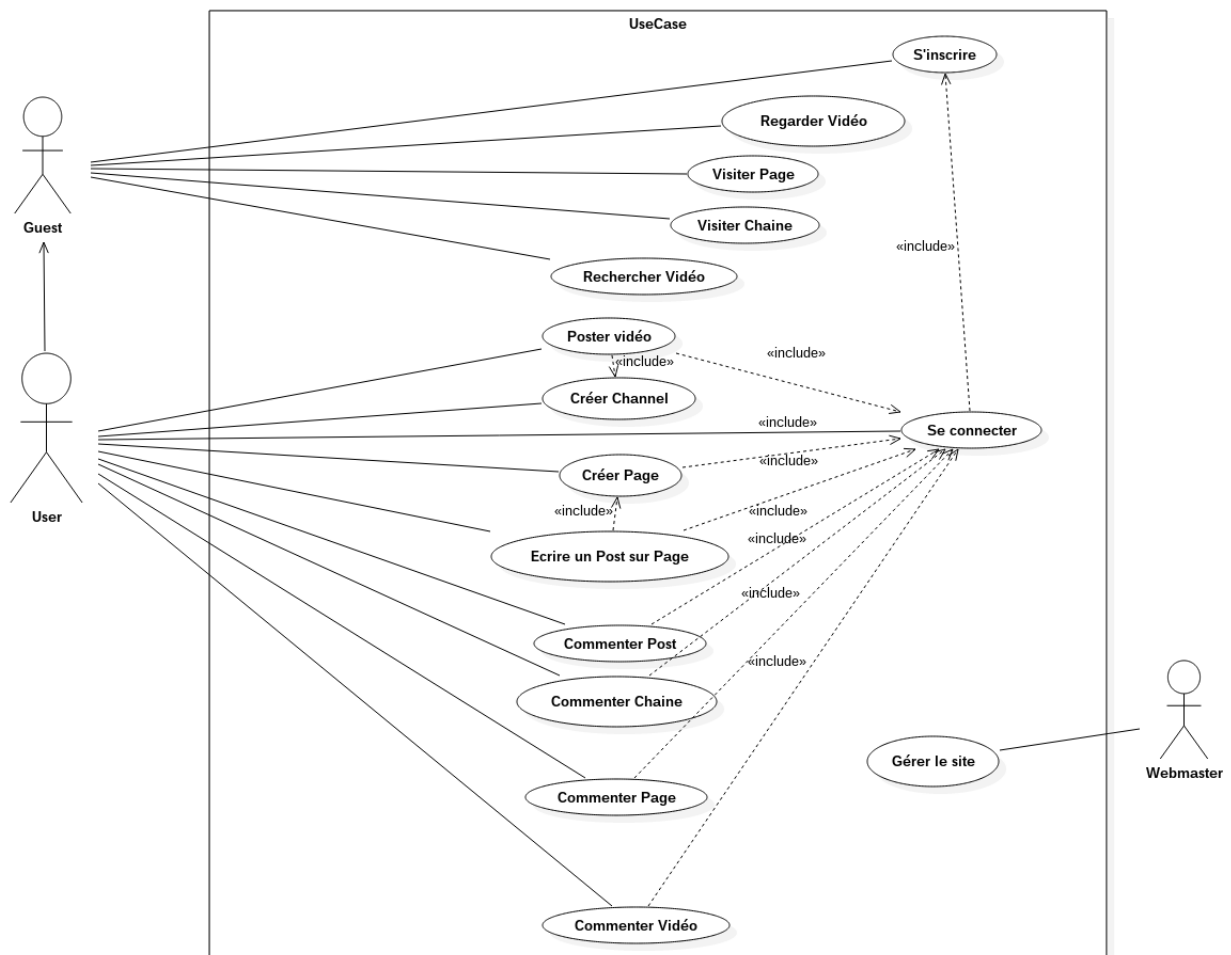 UseCase
S'inscrire
Regarder Vidéo
Visiter Page
Guest
Visiter Chaine
«include»
Rechercher Vidéo
Poster vidéo
«include»
«include»
Créer Channel
«include»
Se connecter
«include»
Créer Page
User
«include»
«include»
«include»
Ecrire un Post sur Page
«include»
Commenter Post
«include»
Commenter Chaine
Gérer le site
Webmaster
Commenter Page
Commenter Vidéo